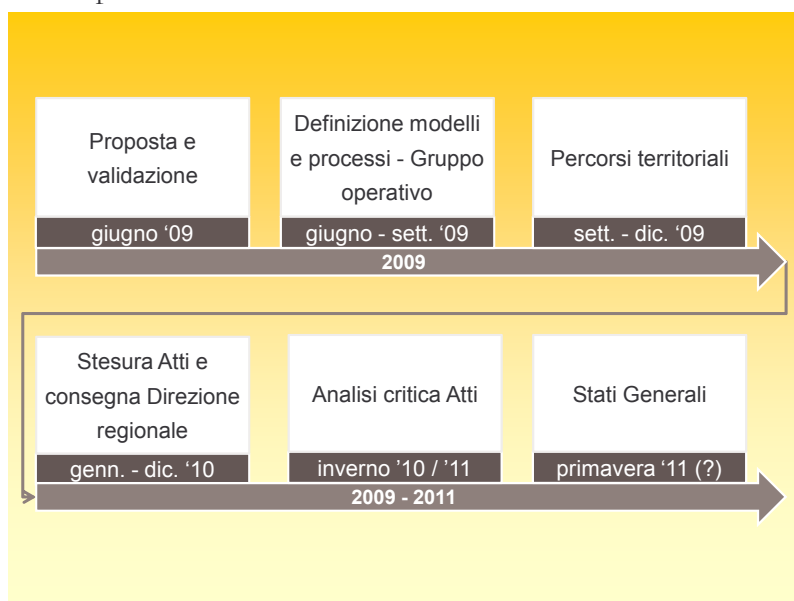 Proposta e
validazione
giugno ‘09
Definizione modelli
e processi - Gruppo
operativo
giugno - sett. ‘09
Percorsi territoriali
sett. - dic. ‘09
2009
Stesura Atti e
consegna Direzione
regionale
genn. - dic. ‘10
Analisi critica Atti
inverno ’10 / ’11
Stati Generali
primavera ‘11 (?)
2009 - 2011